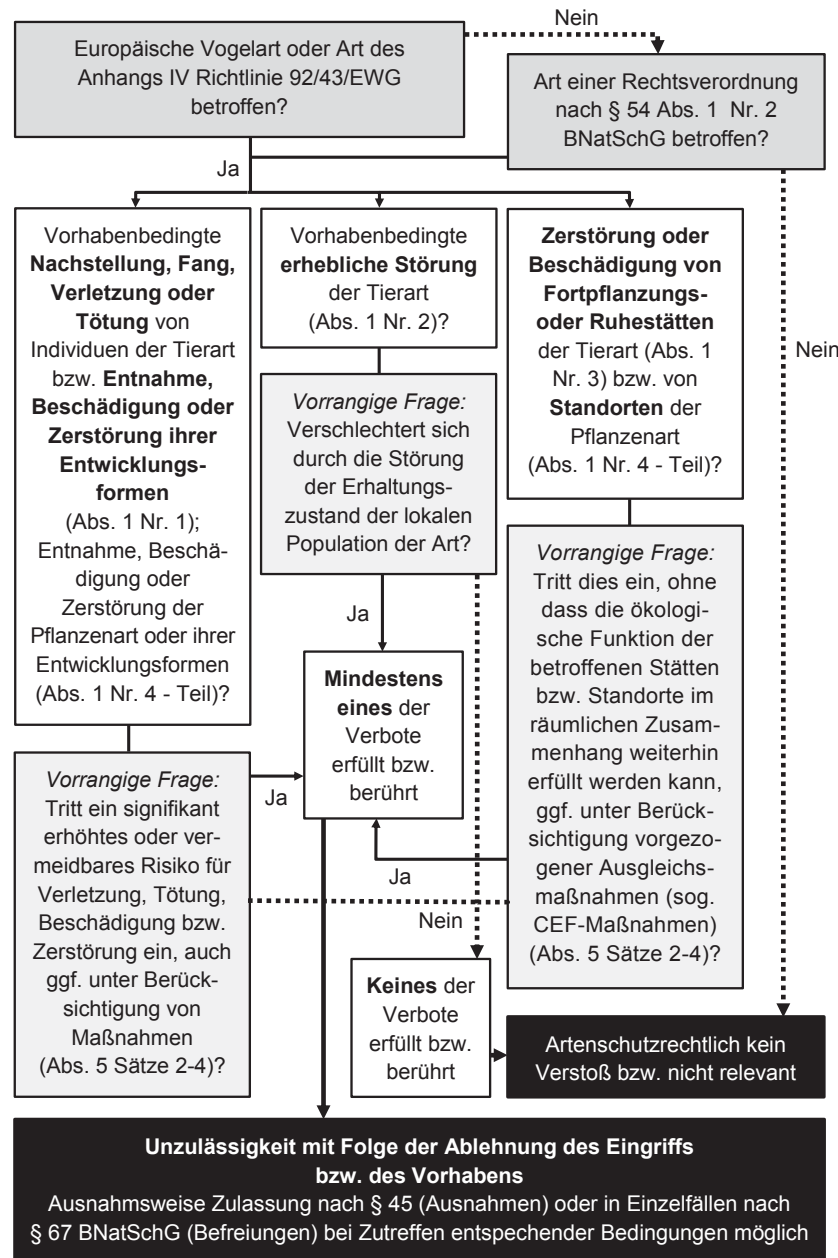 Nein
Europäische Vogelart oder Art des
Anhangs IV Richtlinie 92/43/EWG
betroffen?
Art einer Rechtsverordnung
nach § 54 Abs. 1 Nr. 2
BNatSchG betroffen?
Ja
Vorhabenbedingte
Nachstellung, Fang,
Verletzung oder
Tötung von
Individuen der Tierart
bzw. Entnahme,
Beschädigung oder
Zerstörung ihrer
Entwicklungs-
formen
(Abs. 1 Nr. 1);
Entnahme, Beschä-
digung oder
Zerstörung der
Pflanzenart oder ihrer
Entwicklungsformen
(Abs. 1 Nr. 4 - Teil)?
Vorhabenbedingte
erhebliche Störung
der Tierart
(Abs. 1 Nr. 2)?
Zerstörung oder
Beschädigung von
Fortpflanzungs-
oder Ruhestätten
der Tierart (Abs. 1
Nr. 3) bzw. von
Standorten der
Pflanzenart
(Abs. 1 Nr. 4 - Teil)?
Nein
Vorrangige Frage:
Verschlechtert sich
durch die Störung
der Erhaltungs-
zustand der lokalen
Population der Art?
Vorrangige Frage:
Tritt dies ein, ohne
dass die ökologi-
sche Funktion der
betroffenen Stätten
bzw. Standorte im
räumlichen Zusam-
menhang weiterhin
erfüllt werden kann,
ggf. unter Berück-
sichtigung vorgezo-
gener Ausgleichs-
maßnahmen (sog.
CEF-Maßnahmen)
(Abs. 5 Sätze 2-4)?
Ja
Mindestens
eines der
Verbote
erfüllt bzw.
berührt
Vorrangige Frage:
Tritt ein signifikant
erhöhtes oder ver-
meidbares Risiko für
Verletzung, Tötung,
Beschädigung bzw.
Zerstörung ein, auch
ggf. unter Berück-
sichtigung von
Maßnahmen
(Abs. 5 Sätze 2-4)?
Ja
Ja
Nein
Keines der
Verbote
erfüllt bzw.
berührt
Artenschutzrechtlich kein
Verstoß bzw. nicht relevant
Unzulässigkeit mit Folge der Ablehnung des Eingriffs
bzw. des Vorhabens
Ausnahmsweise Zulassung nach § 45 (Ausnahmen) oder in Einzelfällen nach
§ 67 BNatSchG (Befreiungen) bei Zutreffen entspechender Bedingungen möglich